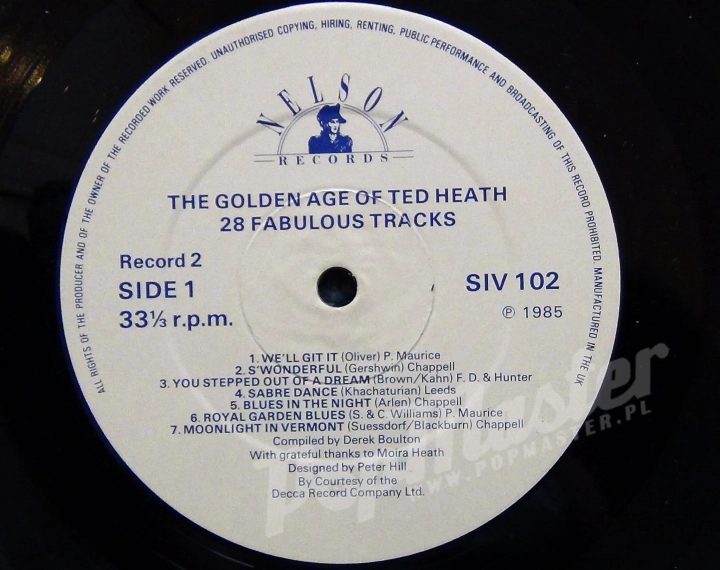 ALL RIGHTS OF THE PRODUCER AND OF THE OWNER OF THE RECORDED WORK RESERVED. UNAUTHORISED COPYING, HIRING, RENTING, PUBLIC PERFORMANCE AND BROADCASTING OF THIS RECORD PROHIBITED. MANUFACTURED IN THE UK
NELSON
RECORDS
THE GOLDEN AGE OF TED HEATH
28 FABULOUS TRACKS
Record 2
SIDE 1
33⅓ r.p.m.
SIV 102
℗ 1985
1. WE'LL GIT IT (Oliver) P. Maurice
2. S'WONDERFUL (Gershwin) Chappell
3. YOU STEPPED OUT OF A DREAM (Brown/Kahn) F. D. & Hunter
4. SABRE DANCE (Khachaturian) Leeds
5. BLUES IN THE NIGHT (Arlen) Chappell
6. ROYAL GARDEN BLUES (S. & C. Williams) P. Maurice
7. MOONLIGHT IN VERMONT (Suessdorf/Blackburn) Chappell
Compiled by Derek Boulton
With grateful thanks to Moira Heath
Designed by Peter Hill
By Courtesy of the
Decca Record Company Ltd.
PopMaster
WWW.POPMASTER.PL